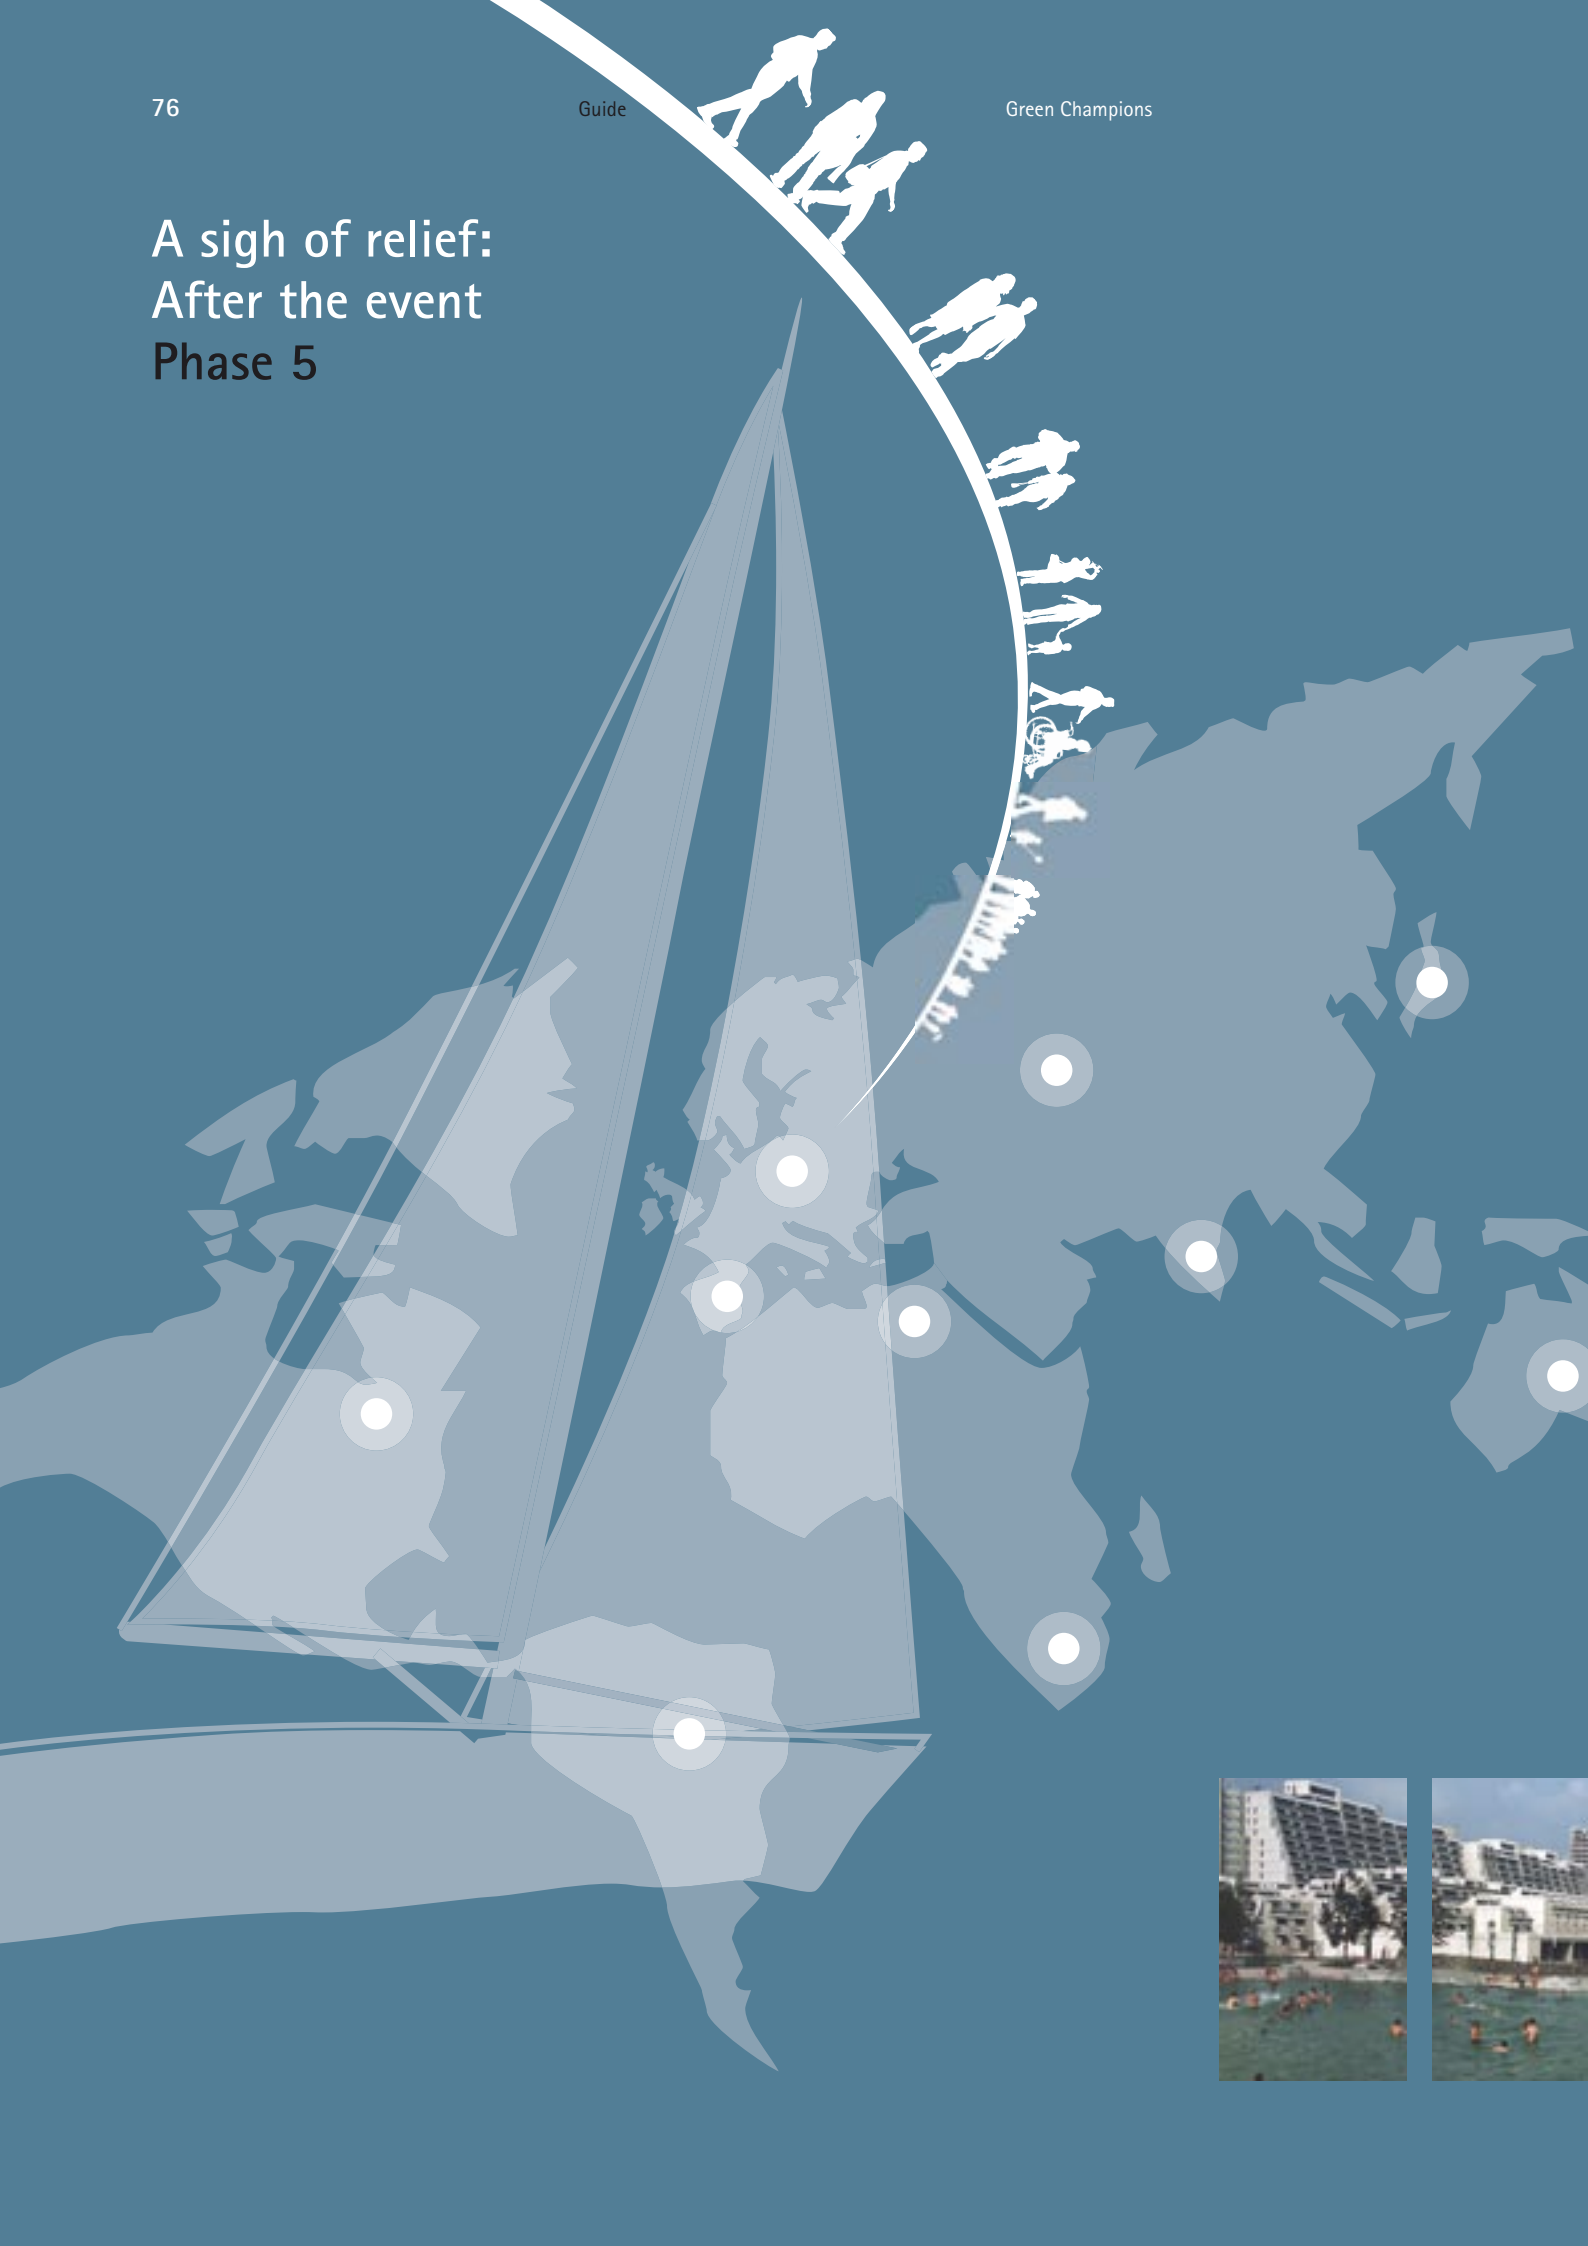 76
Guide
Green Champions
A sigh of relief:
After the event
Phase 5